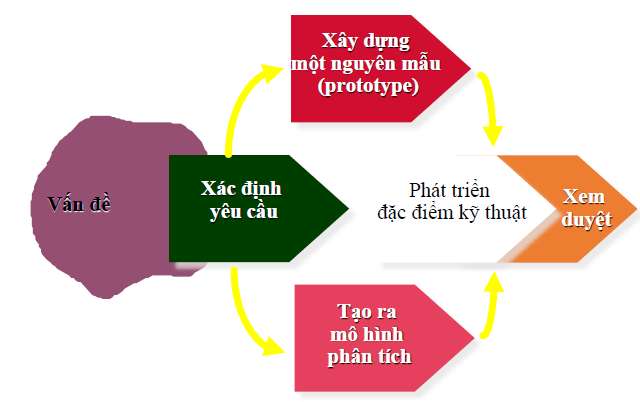 Xây dựng
một nguyên mẫu
(prototype)
Vấn đề
Xác định
yêu cầu
Phát triển
đặc điểm kỹ thuật
Xem
duyệt
Tạo ra
mô hình
phân tích